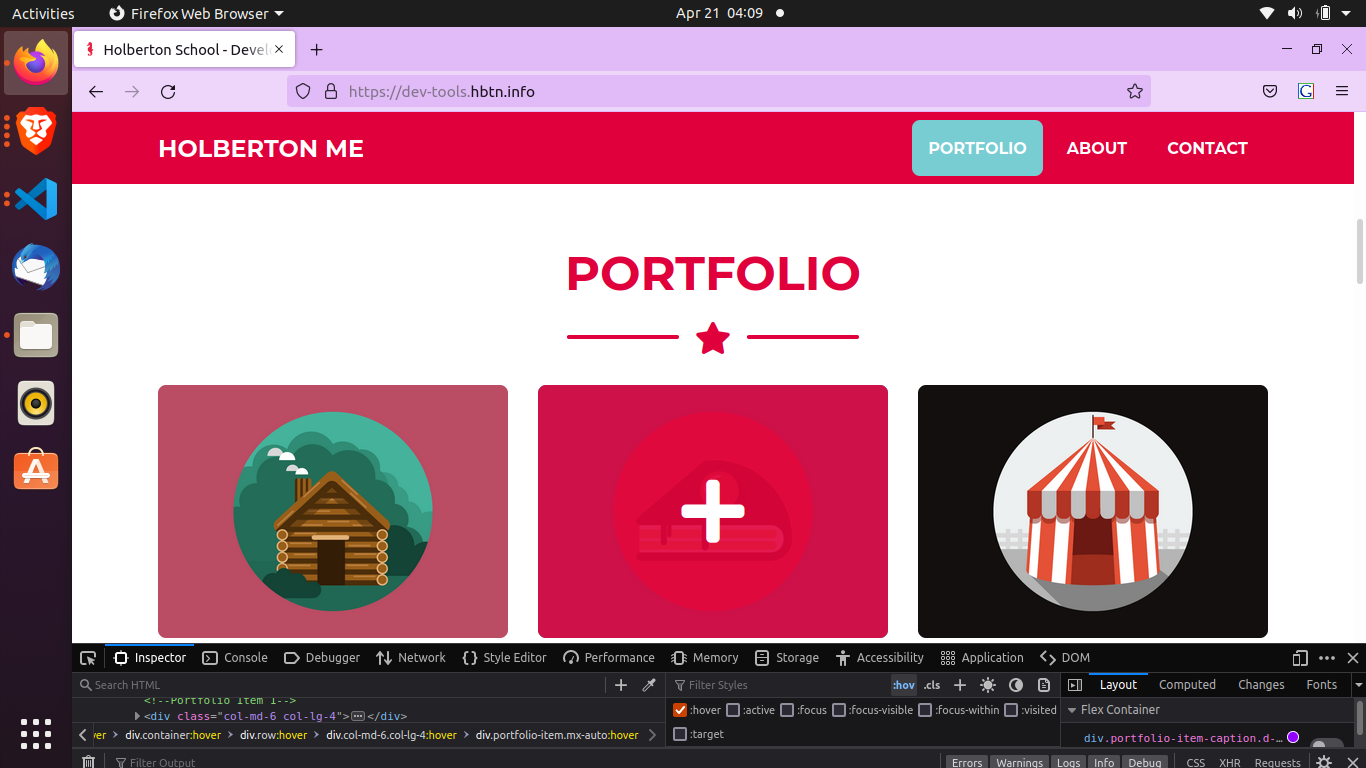 Activities
Firefox Web Browser
Apr 21 04:09
Holberton School - Devel
https://dev-tools.hbtn.info
HOLBERTON ME
PORTFOLIO
ABOUT
CONTACT
PORTFOLIO
Inspector
Console
Debugger
Network
Style Editor
Performance
Memory
Storage
Accessibility
Application
DOM
Search HTML
Filter Styles
:hov
.cls
Layout
Computed
Changes
Fonts
<!--Portfolio Item 1-->
<div class="col-md-6 col-lg-4"></div>
:hover
:active
:focus
:focus-visible
:focus-within
:visited
:target
Flex Container
div.portfolio-item-caption.d-…
ver
div.container:hover
div.row:hover
div.col-md-6.col-lg-4:hover
div.portfolio-item.mx-auto:hover
Filter Output
Errors
Warnings
Logs
Info
Debug
CSS
XHR
Requests